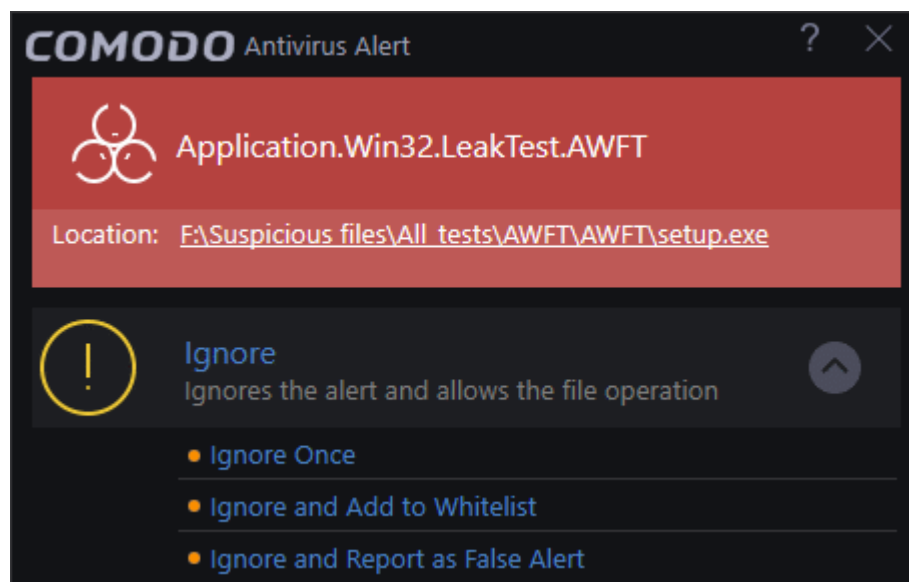 COMODO Antivirus Alert ?
Application.Win32.LeakTest.AWFT
Location: F:\Suspicious files\All_tests\AWFT\AWFT\setup.exe
Ignore
Ignores the alert and allows the file operation
Ignore Once
Ignore and Add to Whitelist
Ignore and Report as False Alert